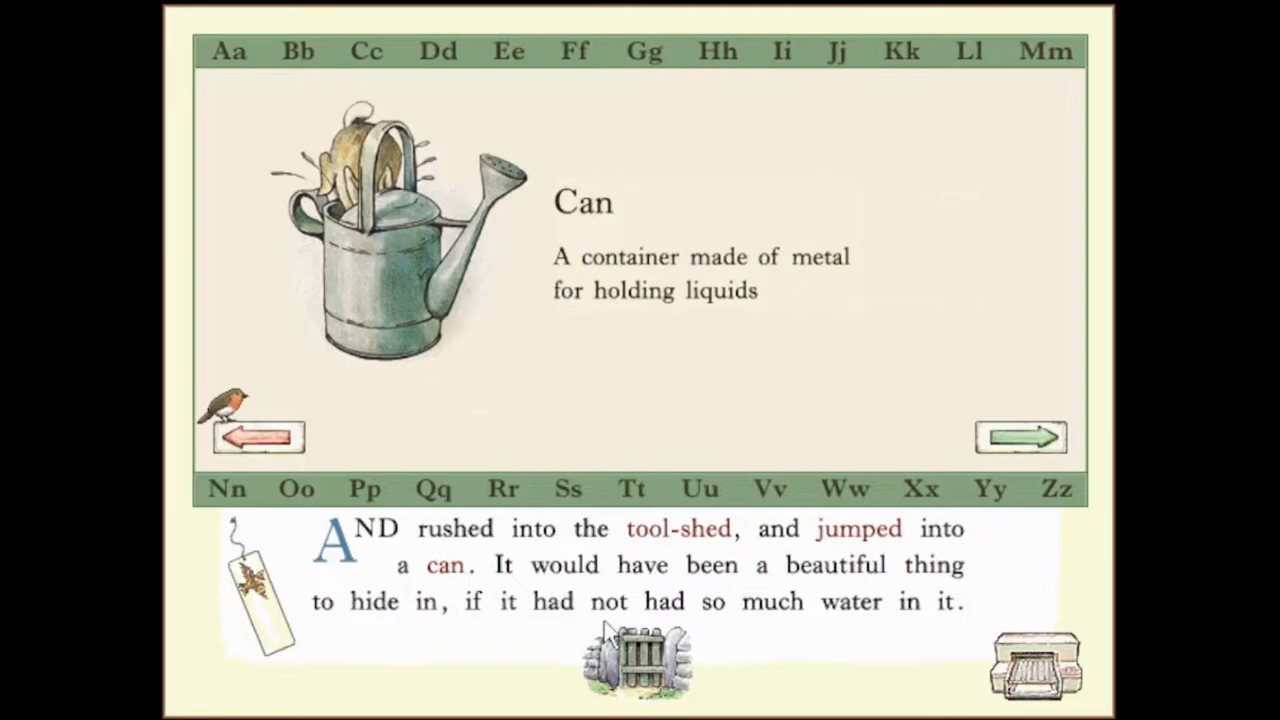 Aa Bb Cc Dd Ee Ff Gg Hh Ii Jj Kk Ll Mm
Can
A container made of metal
for holding liquids
Nn Oo Pp Qq Rr Ss Tt Uu Vv Ww Xx Yy Zz
AND rushed into the tool-shed, and jumped into
a can. It would have been a beautiful thing
to hide in, if it had not had so much water in it.